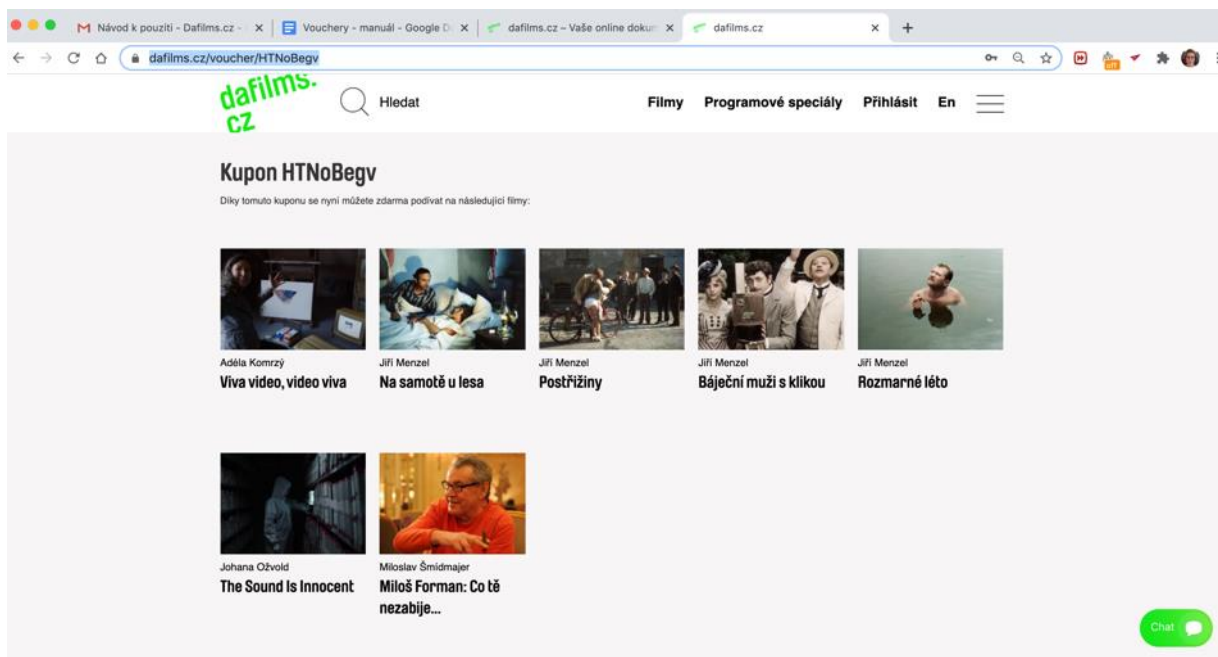 Návod k použití - Dafilms.cz -
Vouchery - manuál - Google D
dafilms.cz – Vaše online doku
dafilms.cz
dafilms.cz/voucher/HTNoBegv
off
dafilms.
cz
Hledat
Filmy
Programové speciály
Přihlásit
En
Kupon HTNoBegv
Díky tomuto kuponu se nyní můžete zdarma podívat na následující filmy:
Adéla Komrzý
Viva video, video viva
Jiří Menzel
Na samotě u lesa
Jiří Menzel
Postřižiny
Jiří Menzel
Báječní muži s klikou
Jiří Menzel
Rozmarné léto
Johana Ožvold
The Sound Is Innocent
Miloslav Šmídmajer
Miloš Forman: Co tě
nezabije...
Chat